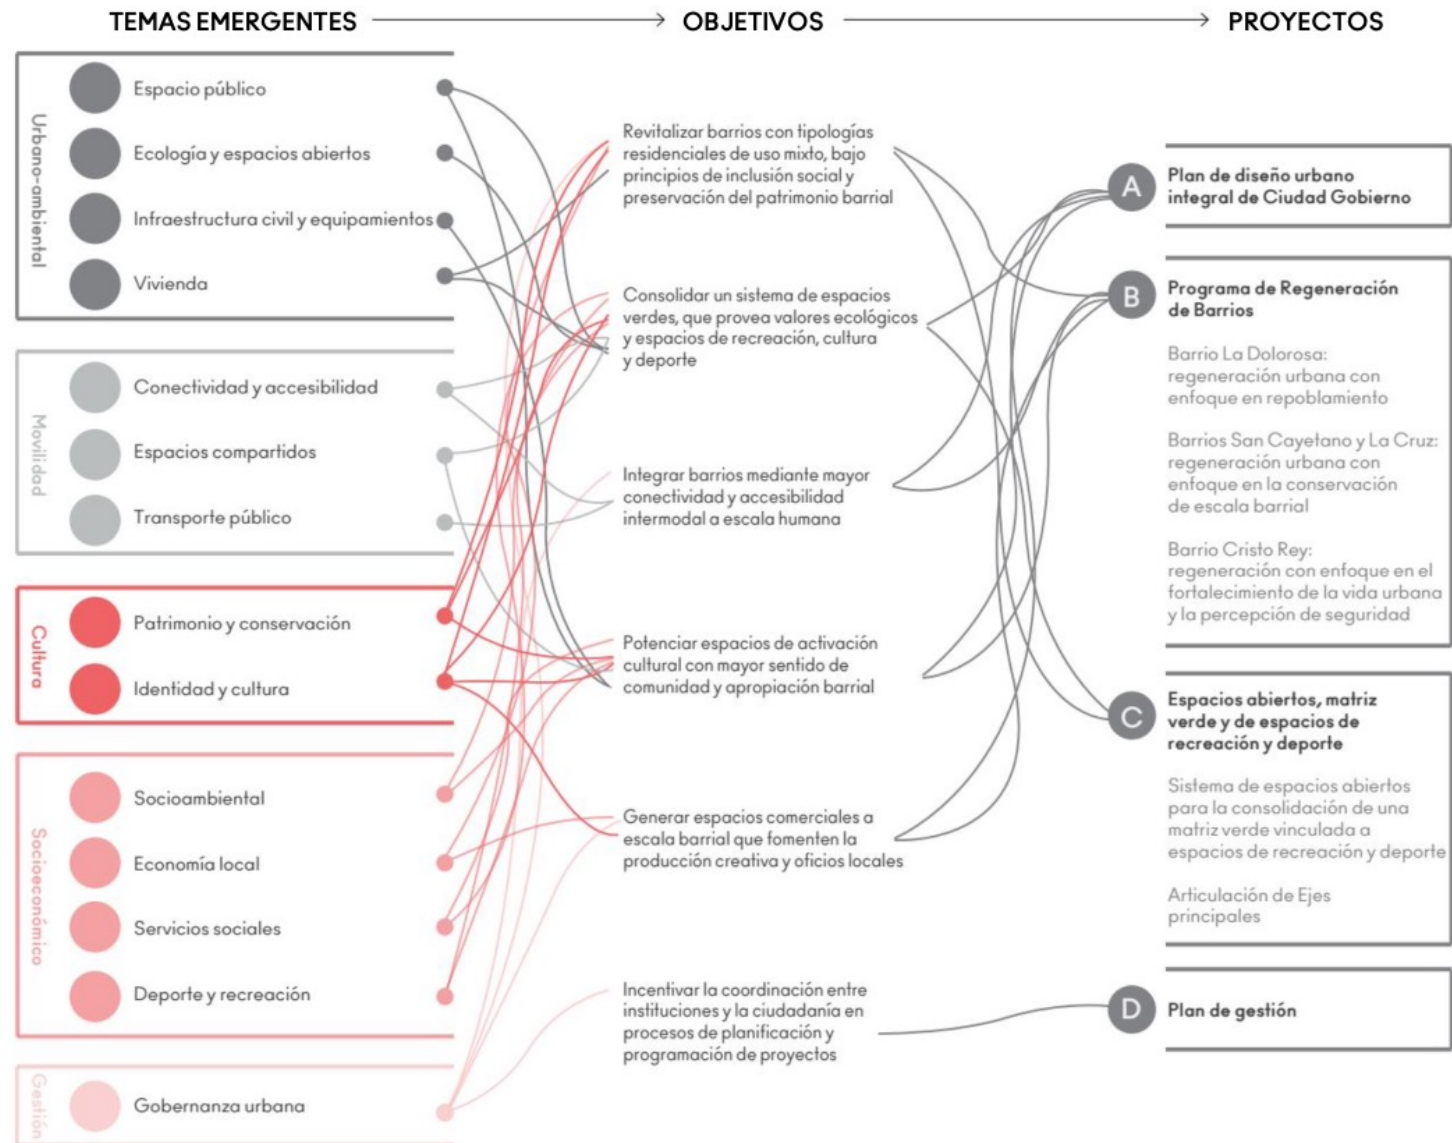 TEMAS EMERGENTES
OBJETIVOS
PROYECTOS
Urbano-ambiental
Espacio público
Ecología y espacios abiertos
Infraestructura civil y equipamientos
Vivienda
Movilidad
Conectividad y accesibilidad
Espacios compartidos
Transporte público
Cultura
Patrimonio y conservación
Identidad y cultura
Socioeconómico
Socioambiental
Economía local
Servicios sociales
Deporte y recreación
Gestión
Gobernanza urbana
Revitalizar barrios con tipologías
residenciales de uso mixto, bajo
principios de inclusión social y
preservación del patrimonio barrial
Consolidar un sistema de espacios
verdes, que provea valores ecológicos
y espacios de recreación, cultura
y deporte
Integrar barrios mediante mayor
conectividad y accesibilidad
intermodal a escala humana
Potenciar espacios de activación
cultural con mayor sentido de
comunidad y apropiación barrial
Generar espacios comerciales a
escala barrial que fomenten la
producción creativa y oficios locales
Incentivar la coordinación entre
instituciones y la ciudadanía en
procesos de planificación y
programación de proyectos
A
Plan de diseño urbano
integral de Ciudad Gobierno
B
Programa de Regeneración
de Barrios
Barrio La Dolorosa:
regeneración urbana con
enfoque en repoblamiento
Barrios San Cayetano y La Cruz:
regeneración urbana con
enfoque en la conservación
de escala barrial
Barrio Cristo Rey:
regeneración con enfoque en el
fortalecimiento de la vida urbana
y la percepción de seguridad
C
Espacios abiertos, matriz
verde y de espacios de
recreación y deporte
Sistema de espacios abiertos
para la consolidación de una
matriz verde vinculada a
espacios de recreación y deporte
Articulación de Ejes
principales
D
Plan de gestión